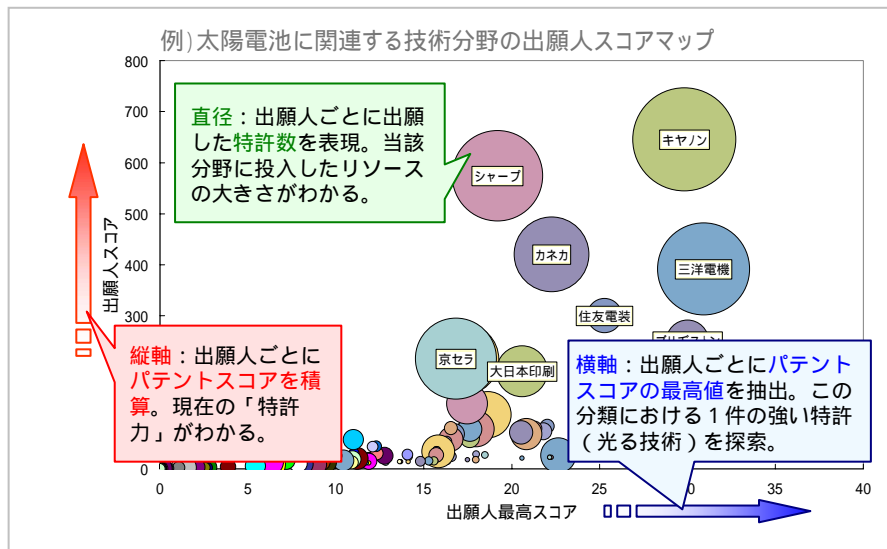 例)太陽電池に関連する技術分野の出願人スコアマップ
800
700
600
500
400
300
0
直径：出願人ごとに出願
した特許数を表現。当該
分野に投入したリソース
の大きさがわかる。
キヤノン
シャープ
カネカ
三洋電機
住友電装
京セラ
大日本印刷
出願人スコア
縦軸：出願人ごとに
パテントスコアを積
算。現在の「特許
力」がわかる。
横軸：出願人ごとにパテント
スコアの最高値を抽出。この
分類における１件の強い特許
(光る技術)を探索。
0
5
10
15
20
25
30
35
40
出願人最高スコア